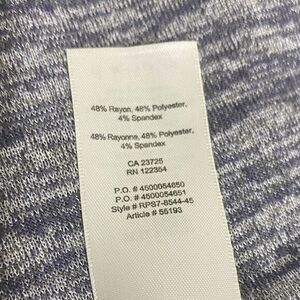 48% Rayon, 48% Polyester,
4% Spandex
48% Rayonne, 48% Polyester,
4% Spandex
CA 23725
RN 122354
P.O. # 4500054650
P.O. # 4500054651
Style # RPS7-8544-45
Article # 55193